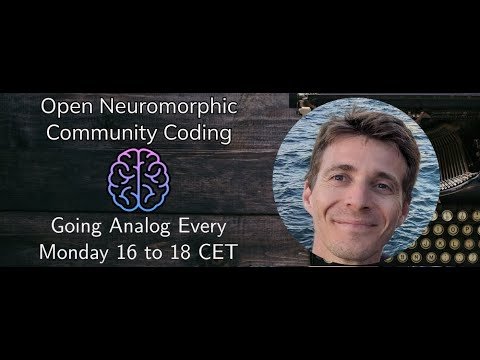 Open Neuromorphic
Community Coding
Going Analog Every
Monday 16 to 18 CET